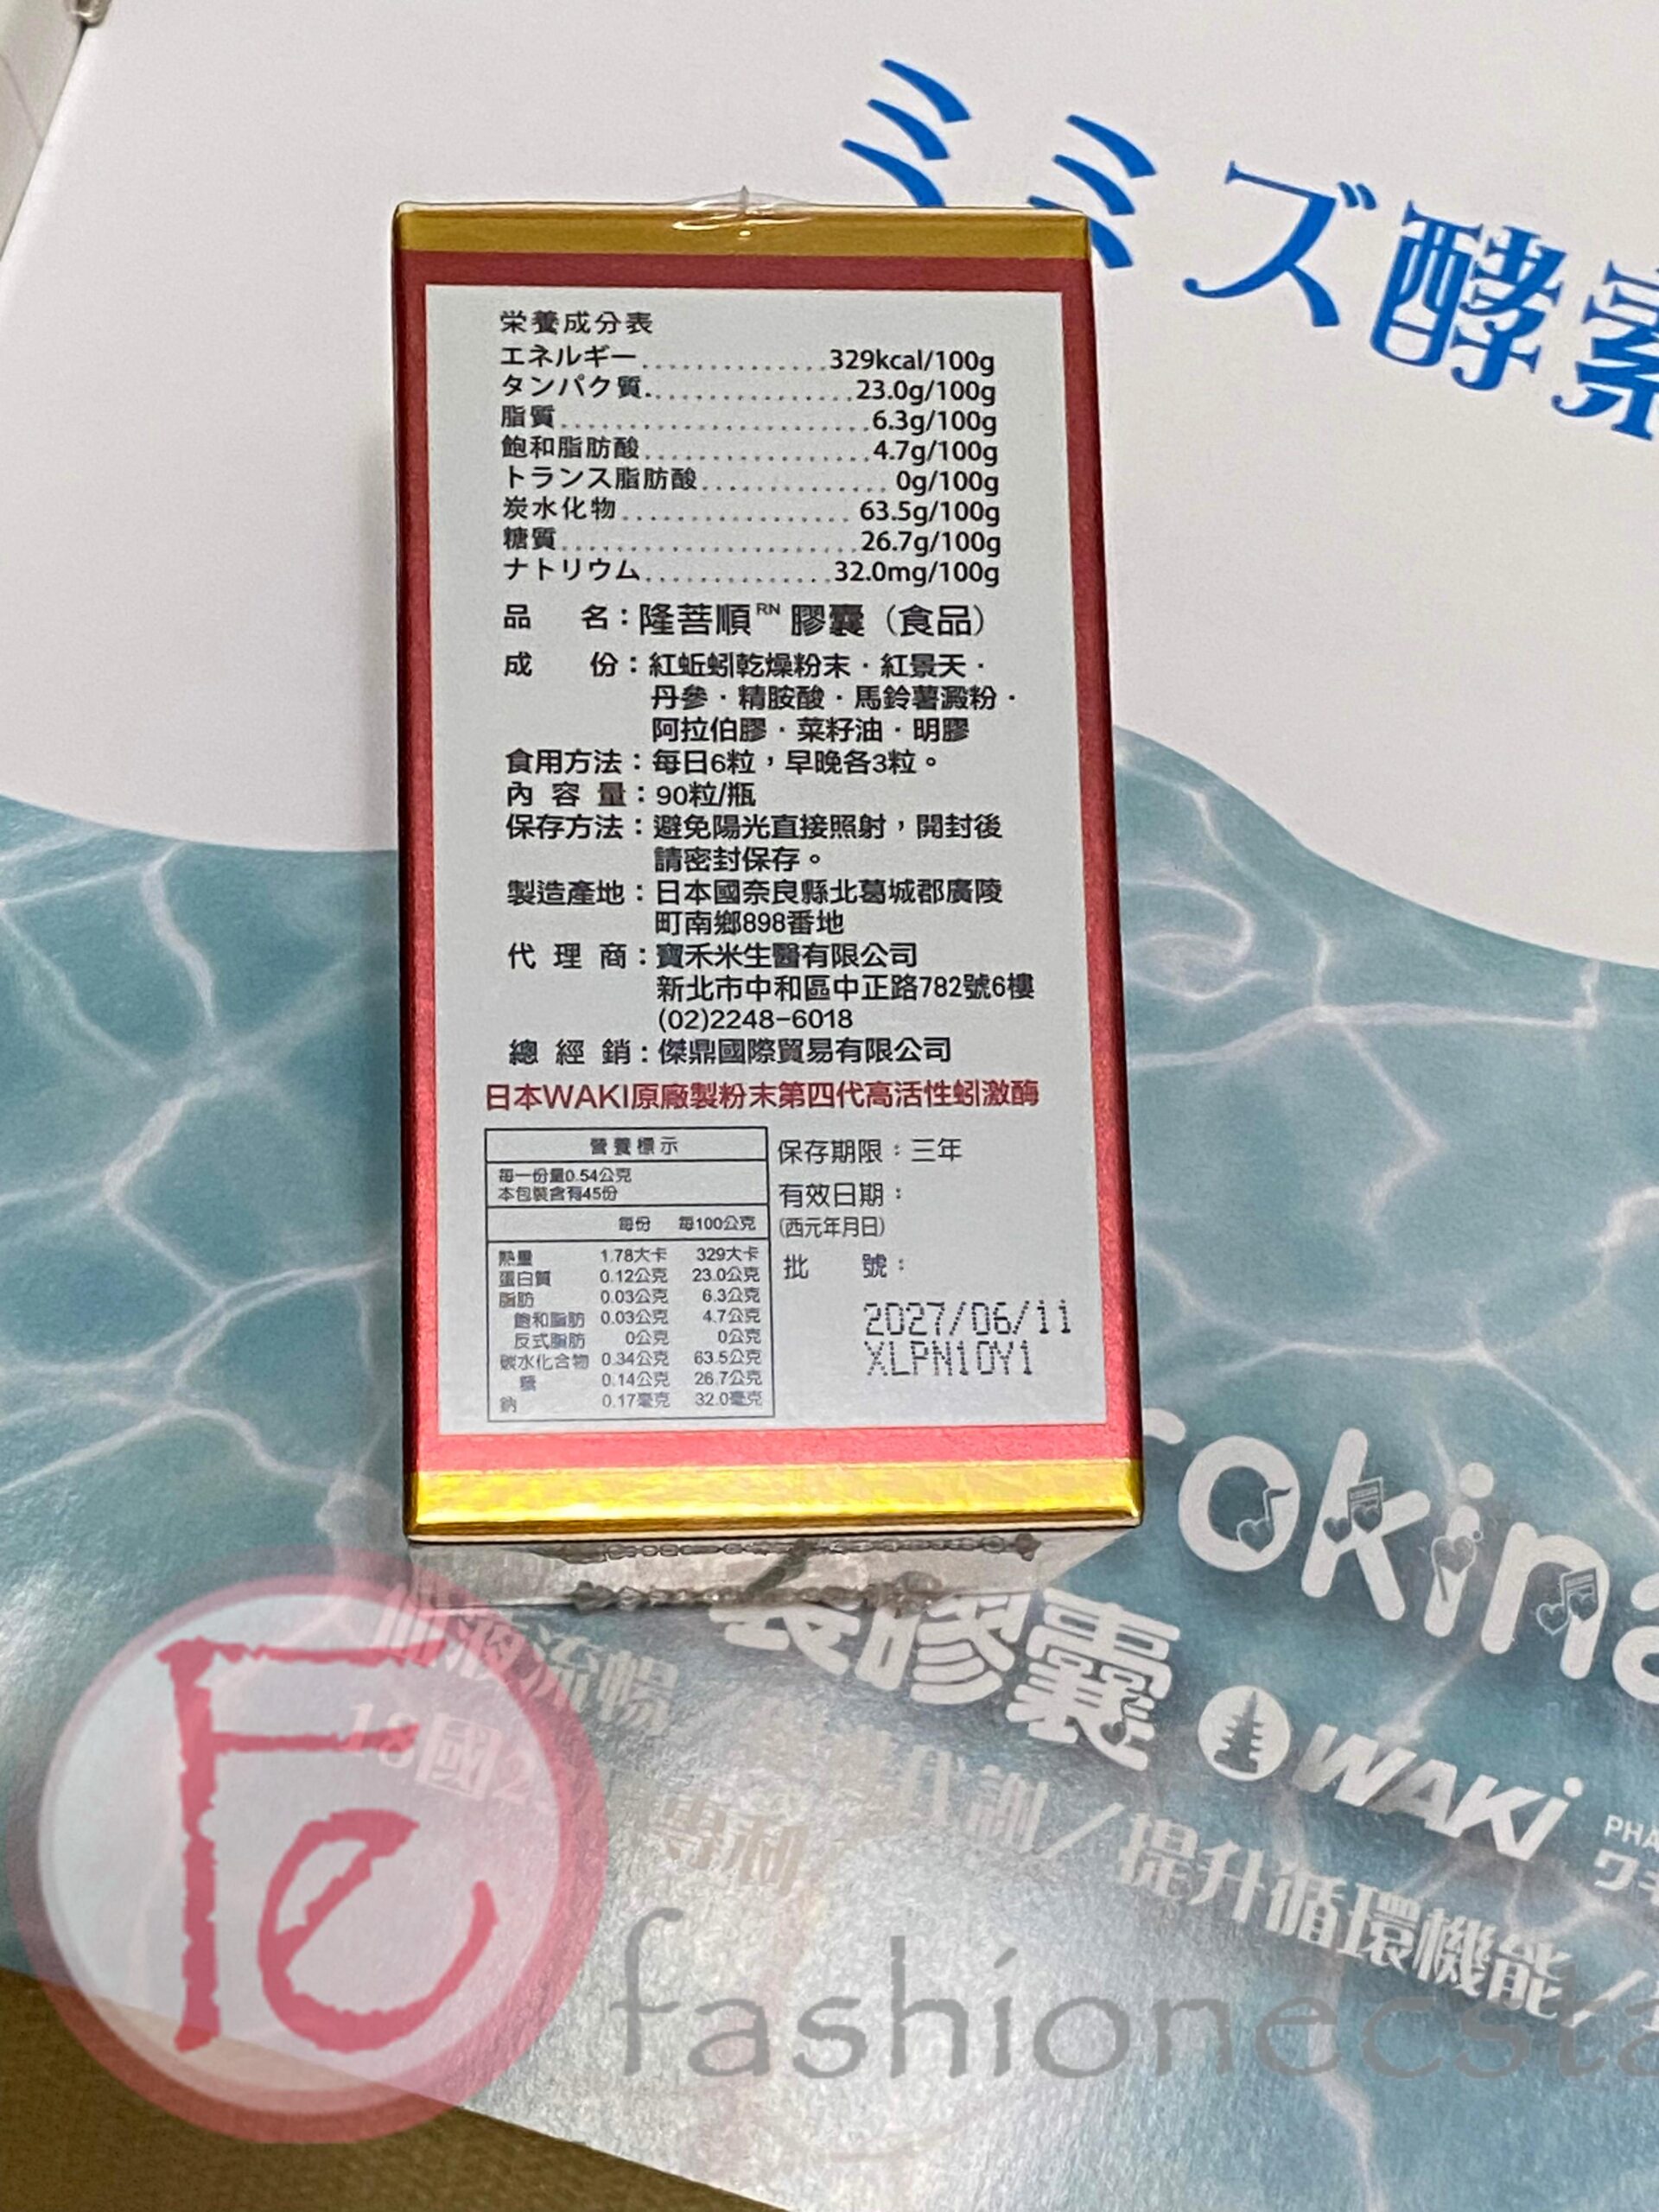 ミミズ酵素
栄養成分表
エネルギー.............329kcal/100g
タンパク質................23.0g/100g
脂質......................6.3g/100g
飽和脂肪酸................4.7g/100g
トランス脂肪酸............. 0g/100g
炭水化物................. 63.5g/100g
糖質.....................26.7g/100g
ナトリウム.............32.0mg/100g
品 名：隆菩順RN 膠囊（食品）
成 份：紅蚯蚓乾燥粉末・紅景天・
丹參・精胺酸・馬鈴薯澱粉・
阿拉伯膠・菜籽油・明膠
食用方法：每日6粒，早晚各3粒。
內 容 量：90粒/瓶
保存方法：避免陽光直接照射，開封後
請密封保存。
製造產地：日本國奈良縣北葛城郡廣陵
町南鄉898番地
代 理 商：寶禾米生醫有限公司
新北市中和區中正路782號6樓
(02)2248-6018
總 經 銷：傑鼎國際貿易有限公司
日本WAKI原廠製粉末第四代高活性蚓激酶
營養標示
每一份量0.54公克
本包裝含有45份
每份 每100公克
熱量 1.78大卡 329大卡
蛋白質 0.12公克 23.0公克
脂肪 0.03公克 6.3公克
飽和脂肪 0.03公克 4.7公克
反式脂肪 0公克 0公克
碳水化合物 0.34公克 63.5公克
糖 0.14公克 26.7公克
鈉 0.17毫克 32.0毫克
保存期限：三年
有效日期：
(西元年月日)
批 號：
2027/06/11
XLPN10Y1
okina
膠囊
WAKi
PHA
ワキ
流暢
18國2
專
代謝／提升循環機能／
Fe
fashionecsta